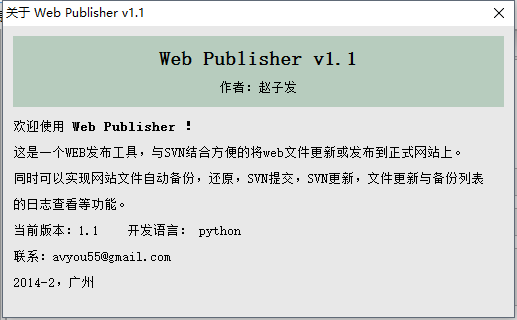 关于 Web Publisher v1.1
Web Publisher v1.1
作者：赵子发
欢迎使用 Web Publisher ！
这是一个WEB发布工具，与SVN结合方便的将web文件更新或发布到正式网站上。
同时可以实现网站文件自动备份，还原，SVN提交，SVN更新，文件更新与备份列表
的日志查看等功能。
当前版本：1.1 开发语言： python
联系：avyou55@gmail.com
2014-2，广州